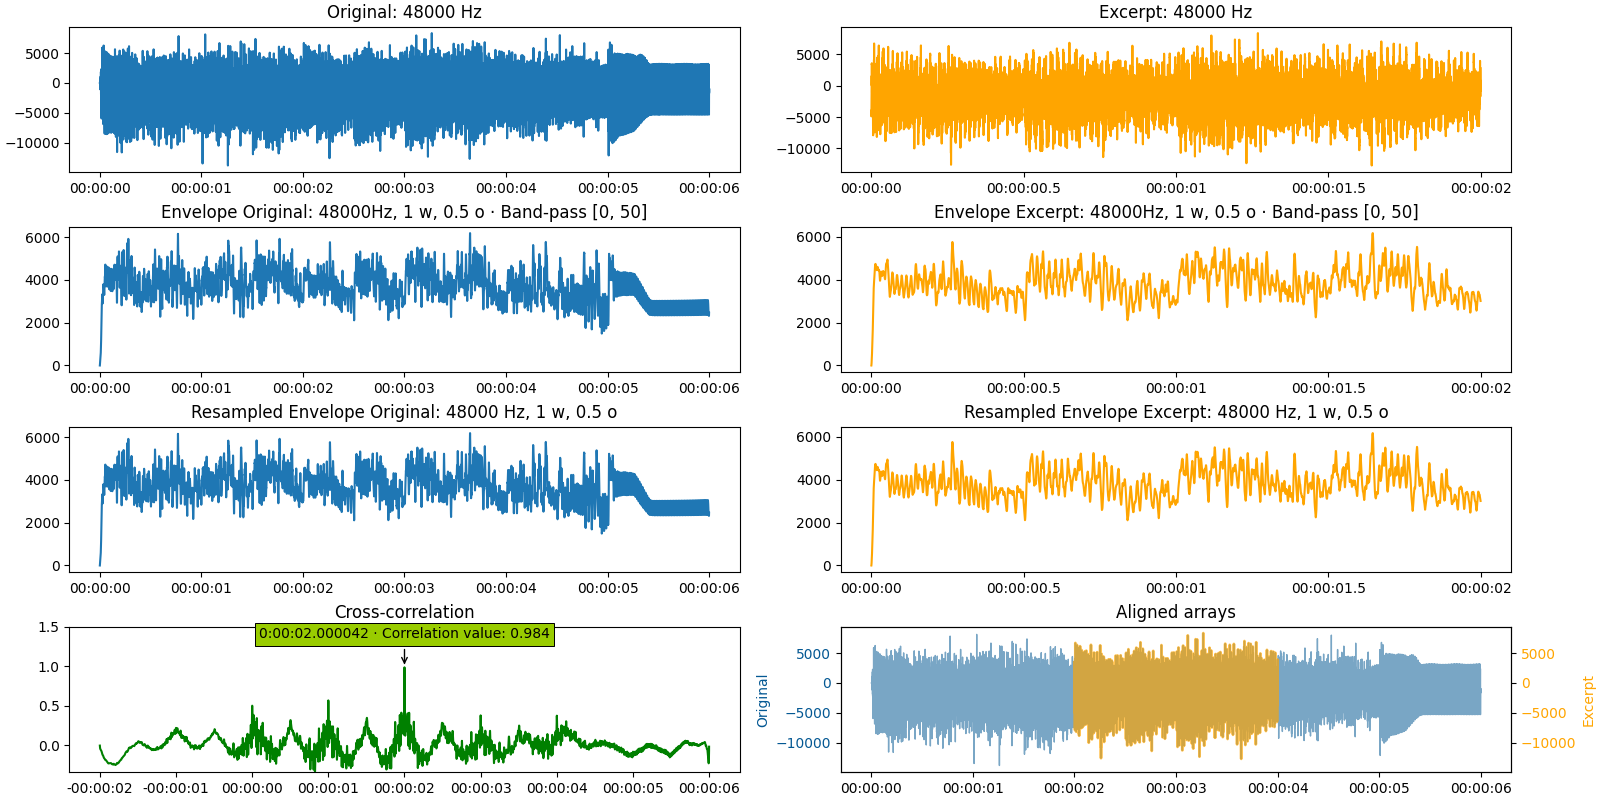 Original: 48000 Hz
5000
0
−5000
−10000
00:00:00 00:00:01 00:00:02 00:00:03 00:00:04 00:00:05 00:00:06
Excerpt: 48000 Hz
5000
0
−5000
−10000
00:00:00 00:00:00.5 00:00:01 00:00:01.5 00:00:02
Envelope Original: 48000Hz, 1 w, 0.5 o · Band-pass [0, 50]
6000
4000
2000
0
00:00:00 00:00:01 00:00:02 00:00:03 00:00:04 00:00:05 00:00:06
Envelope Excerpt: 48000Hz, 1 w, 0.5 o · Band-pass [0, 50]
6000
4000
2000
0
00:00:00 00:00:00.5 00:00:01 00:00:01.5 00:00:02
Resampled Envelope Original: 48000 Hz, 1 w, 0.5 o
6000
4000
2000
0
00:00:00 00:00:01 00:00:02 00:00:03 00:00:04 00:00:05 00:00:06
Resampled Envelope Excerpt: 48000 Hz, 1 w, 0.5 o
6000
4000
2000
0
00:00:00 00:00:00.5 00:00:01 00:00:01.5 00:00:02
Cross-correlation
0:00:02.000042 · Correlation value: 0.984
1.5
1.0
0.5
0.0
-00:00:02 -00:00:01 00:00:00 00:00:01 00:00:02 00:00:03 00:00:04 00:00:05 00:00:06
Aligned arrays
Original
5000
0
−5000
−10000
5000
0
−5000
−10000
Excerpt
00:00:00 00:00:01 00:00:02 00:00:03 00:00:04 00:00:05 00:00:06